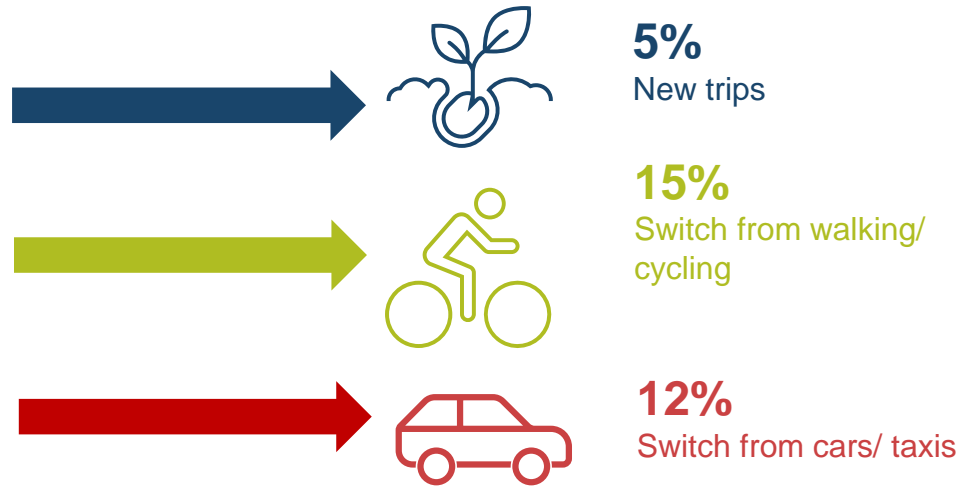 5%
New trips
15%
Switch from walking/
cycling
12%
Switch from cars/ taxis